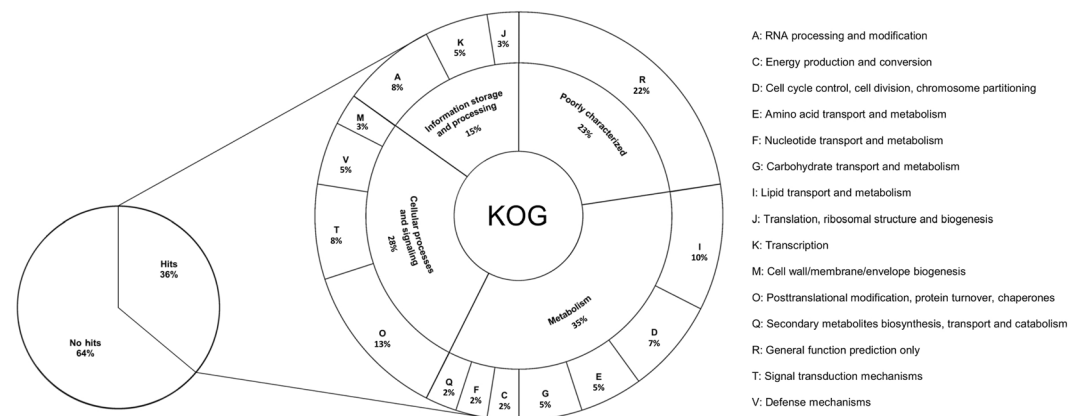 Hits
36%
No hits
64%
KOG
Information storage
and processing
15%
Poorly characterized
23%
Metabolism
35%
Cellular processes
and signaling
28%
J
3%
R
22%
I
10%
D
7%
E
5%
G
5%
C
2%
F
2%
Q
2%
O
13%
T
8%
V
5%
M
3%
A
8%
K
5%
A: RNA processing and modification
C: Energy production and conversion
D: Cell cycle control, cell division, chromosome partitioning
E: Amino acid transport and metabolism
F: Nucleotide transport and metabolism
G: Carbohydrate transport and metabolism
I: Lipid transport and metabolism
J: Translation, ribosomal structure and biogenesis
K: Transcription
M: Cell wall/membrane/envelope biogenesis
O: Posttranslational modification, protein turnover, chaperones
Q: Secondary metabolites biosynthesis, transport and catabolism
R: General function prediction only
T: Signal transduction mechanisms
V: Defense mechanisms